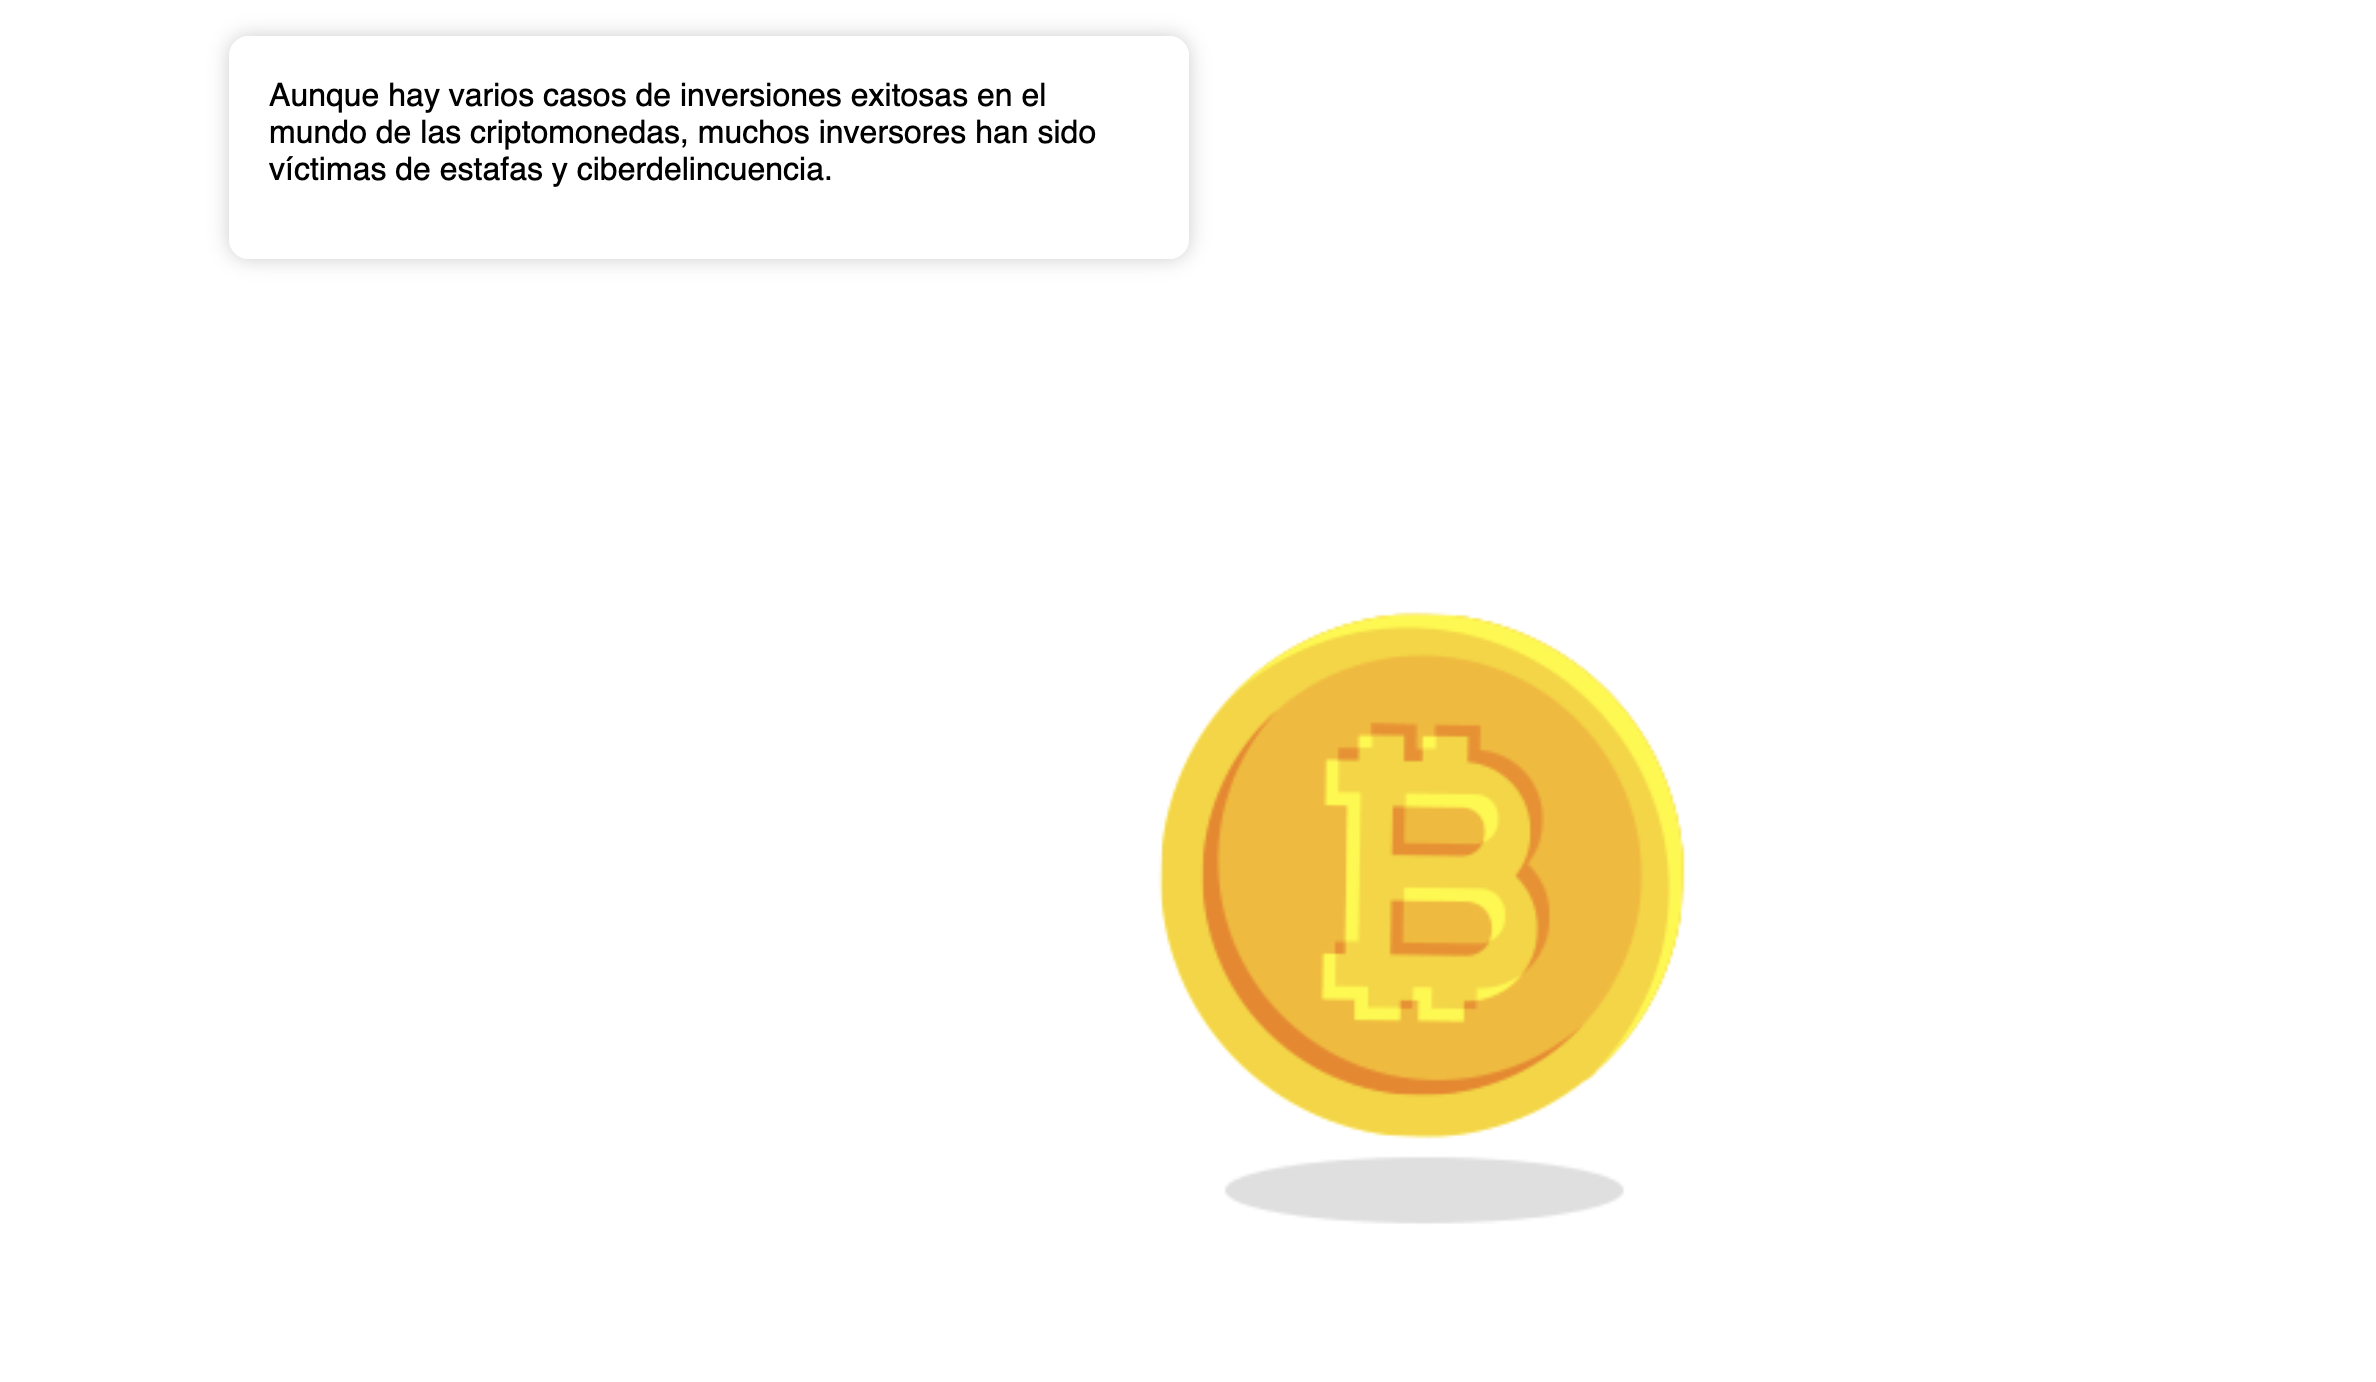 Aunque hay varios casos de inversiones exitosas en el
mundo de las criptomonedas, muchos inversores han sido
víctimas de estafas y ciberdelincuencia.